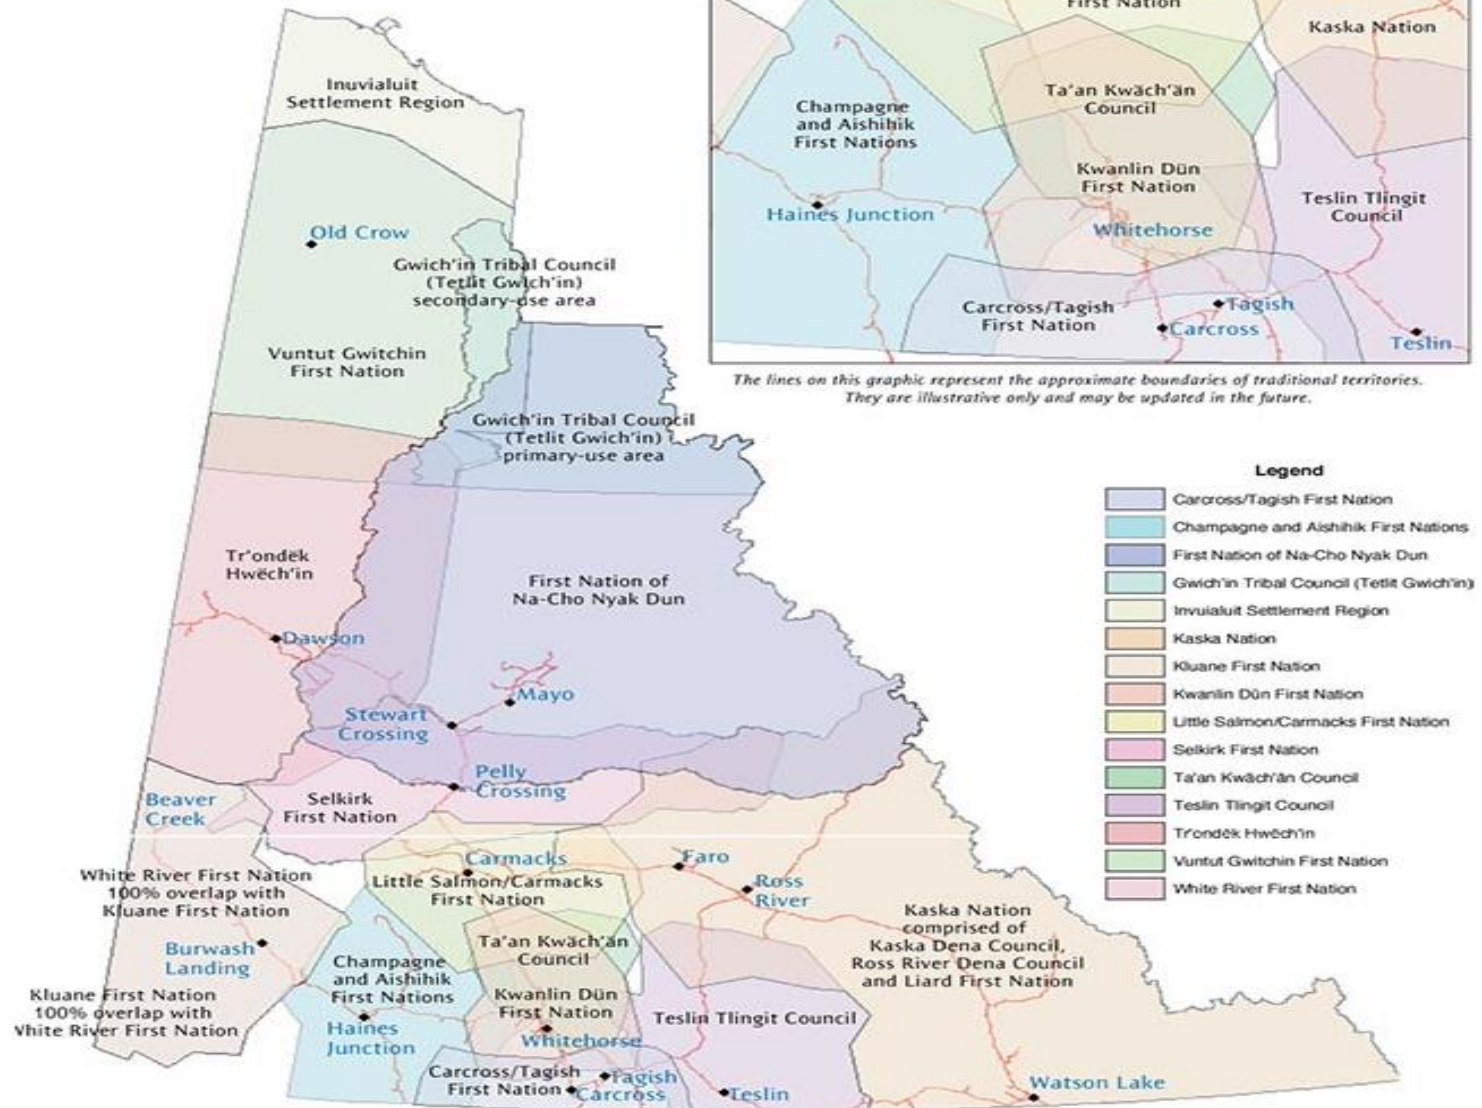 Inuvialuit
Settlement Region
Old Crow
Gwich'in Tribal Council
(Tetlit Gwich'in)
secondary-use area
Vuntut Gwitchin
First Nation
Gwich'in Tribal Council
(Tetlit Gwich'in)
primary-use area
Tr'ondëk
Hwëch'in
First Nation of
Na-Cho Nyak Dun
Dawson
Mayo
Stewart
Crossing
Pelly
Crossing
Beaver
Creek
Selkirk
First Nation
White River First Nation
100% overlap with
Kluane First Nation
Carmacks
Little Salmon/Carmacks
First Nation
Faro
Ross
River
Burwash
Landing
Kluane First Nation
100% overlap with
White River First Nation
Champagne
and Aishihik
First Nations
Haines
Junction
Ta'an Kwäch'än
Council
Kwanlin Dün
First Nation
Whitehorse
Carcross/Tagish
First Nation
Tagish
Carcross
Teslin Tlingit Council
Teslin
Kaska Nation
comprised of
Kaska Dena Council,
Ross River Dena Council
and Liard First Nation
Watson Lake
First Nation
Kaska Nation
Champagne
and Aishihik
First Nations
Ta'an Kwäch'än
Council
Kwanlin Dün
First Nation
Teslin Tlingit
Council
Haines Junction
Whitehorse
Carcross/Tagish
First Nation
Tagish
Carcross
Teslin
The lines on this graphic represent the approximate boundaries of traditional territories.
They are illustrative only and may be updated in the future.
Legend
Carcross/Tagish First Nation
Champagne and Aishihik First Nations
First Nation of Na-Cho Nyak Dun
Gwich'in Tribal Council (Tetlit Gwich'in)
Invuialuit Settlement Region
Kaska Nation
Kluane First Nation
Kwanlin Dün First Nation
Little Salmon/Carmacks First Nation
Selkirk First Nation
Ta'an Kwäch'än Council
Teslin Tlingit Council
Tr'ondëk Hwëch'in
Vuntut Gwitchin First Nation
White River First Nation